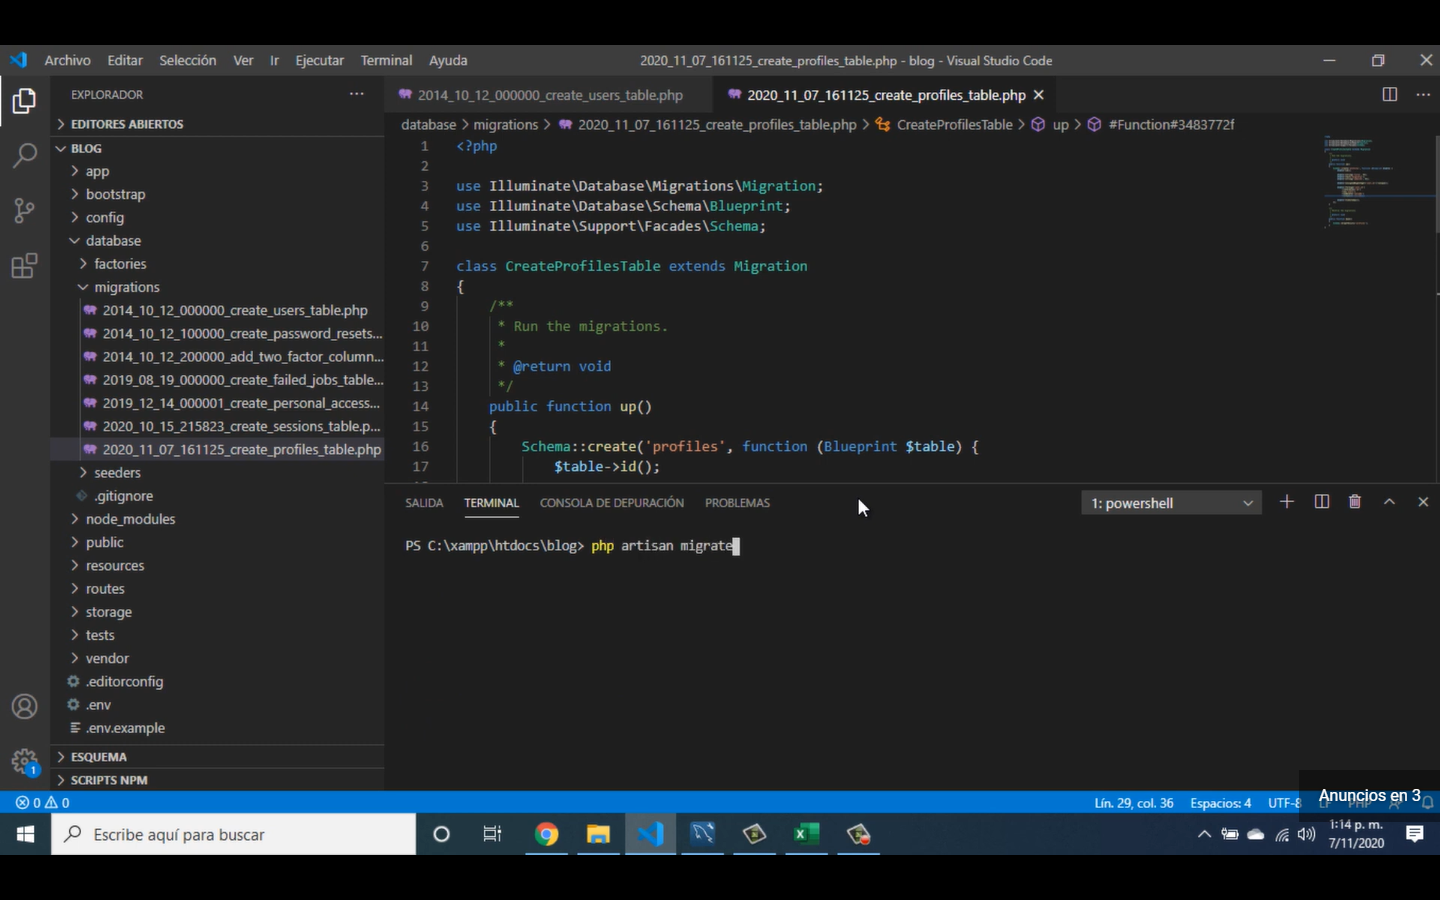 Archivo Editar Selección Ver Ir Ejecutar Terminal Ayuda
2020_11_07_161125_create_profiles_table.php - blog - Visual Studio Code
EXPLORADOR
EDITORES ABIERTOS
BLOG
app
bootstrap
config
database
factories
migrations
2014_10_12_000000_create_users_table.php
2014_10_12_100000_create_password_resets...
2014_10_12_200000_add_two_factor_column...
2019_08_19_000000_create_failed_jobs_table...
2019_12_14_000001_create_personal_access...
2020_10_15_215823_create_sessions_table.p...
2020_11_07_161125_create_profiles_table.php
seeders
.gitignore
node_modules
public
resources
routes
storage
tests
vendor
.editorconfig
.env
.env.example
ESQUEMA
SCRIPTS NPM
2014_10_12_000000_create_users_table.php
2020_11_07_161125_create_profiles_table.php
database > migrations > 2020_11_07_161125_create_profiles_table.php > CreateProfilesTable > up > #Function#3483772f
1 <?php
2
3 use Illuminate\Database\Migrations\Migration;
4 use Illuminate\Database\Schema\Blueprint;
5 use Illuminate\Support\Facades\Schema;
6
7 class CreateProfilesTable extends Migration
8 {
9 /**
10 * Run the migrations.
11 *
12 * @return void
13 */
14 public function up()
15 {
16 Schema::create('profiles', function (Blueprint $table) {
17 $table->id();
SALIDA TERMINAL CONSOLA DE DEPURACIÓN PROBLEMAS
1: powershell
PS C:\xampp\htdocs\blog> php artisan migrate
0 0
1
Lín. 29, col. 36 Espacios: 4 UTF-8 LF PHP
Anuncios en 3
Escribe aquí para buscar
1:14 p. m.
7/11/2020